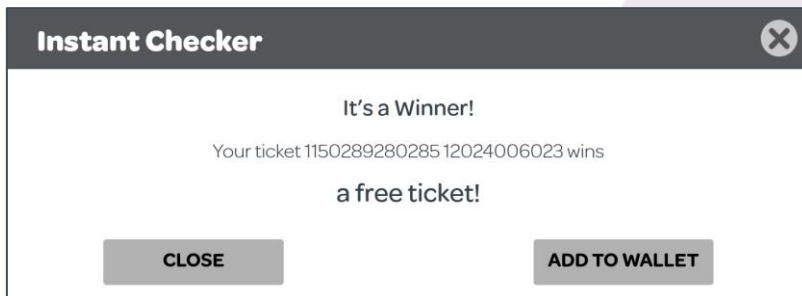 Instant Checker
It's a Winner!
Your ticket 1150289280285 12024006023 wins
a free ticket!
CLOSE
ADD TO WALLET